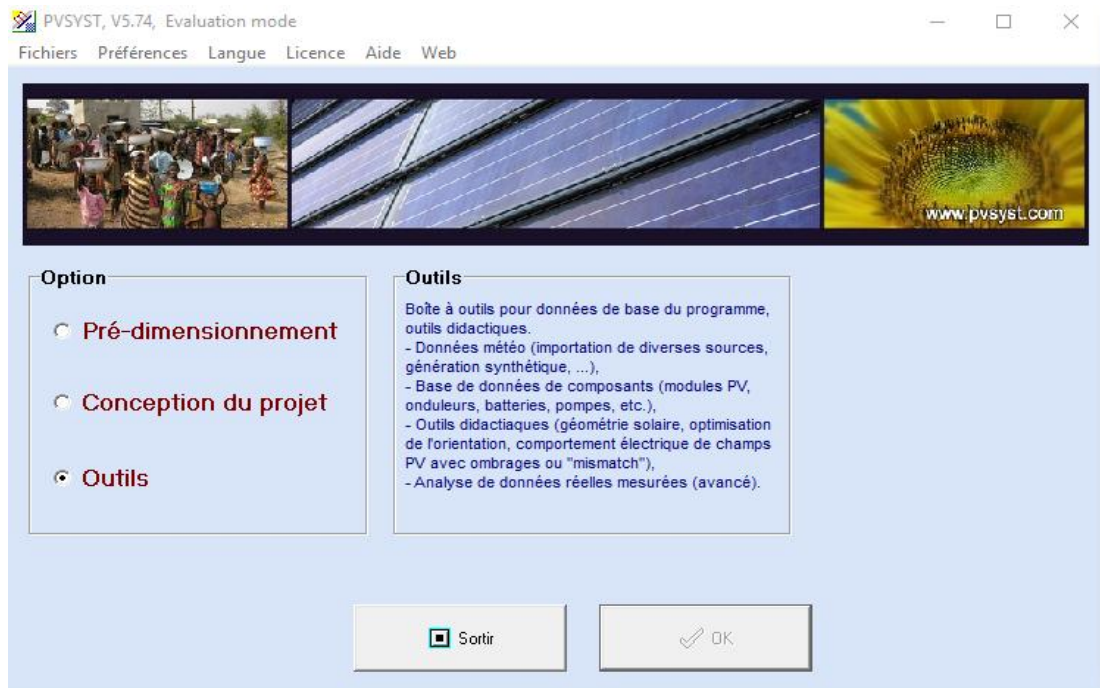 PVSYST, V5.74, Evaluation mode
Fichiers Préférences Langue Licence Aide Web
www.pvsyst.com
Option
Pré-dimensionnement
Conception du projet
Outils
Outils
Boîte à outils pour données de base du programme,
outils didactiques.
- Données météo (importation de diverses sources,
génération synthétique, ...),
- Base de données de composants (modules PV,
onduleurs, batteries, pompes, etc.),
- Outils didactiaques (géométrie solaire, optimisation
de l'orientation, comportement électrique de champs
PV avec ombrages ou "mismatch"),
- Analyse de données réelles mesurées (avancé).
Sortir
OK